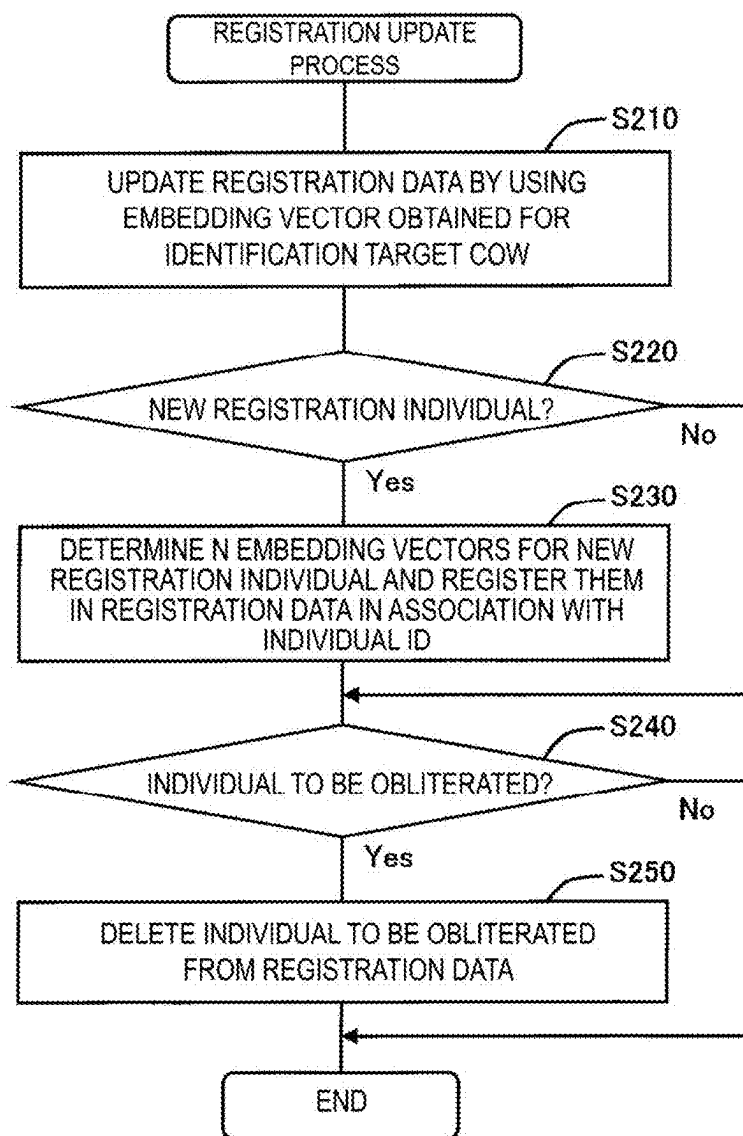 REGISTRATION UPDATE
PROCESS
S210
UPDATE REGISTRATION DATA BY USING
EMBEDDING VECTOR OBTAINED FOR
IDENTIFICATION TARGET COW
S220
NEW REGISTRATION INDIVIDUAL?
No
Yes
S230
DETERMINE N EMBEDDING VECTORS FOR NEW
REGISTRATION INDIVIDUAL AND REGISTER THEM
IN REGISTRATION DATA IN ASSOCIATION WITH
INDIVIDUAL ID
S240
INDIVIDUAL TO BE OBLITERATED?
No
Yes
S250
DELETE INDIVIDUAL TO BE OBLITERATED
FROM REGISTRATION DATA
END